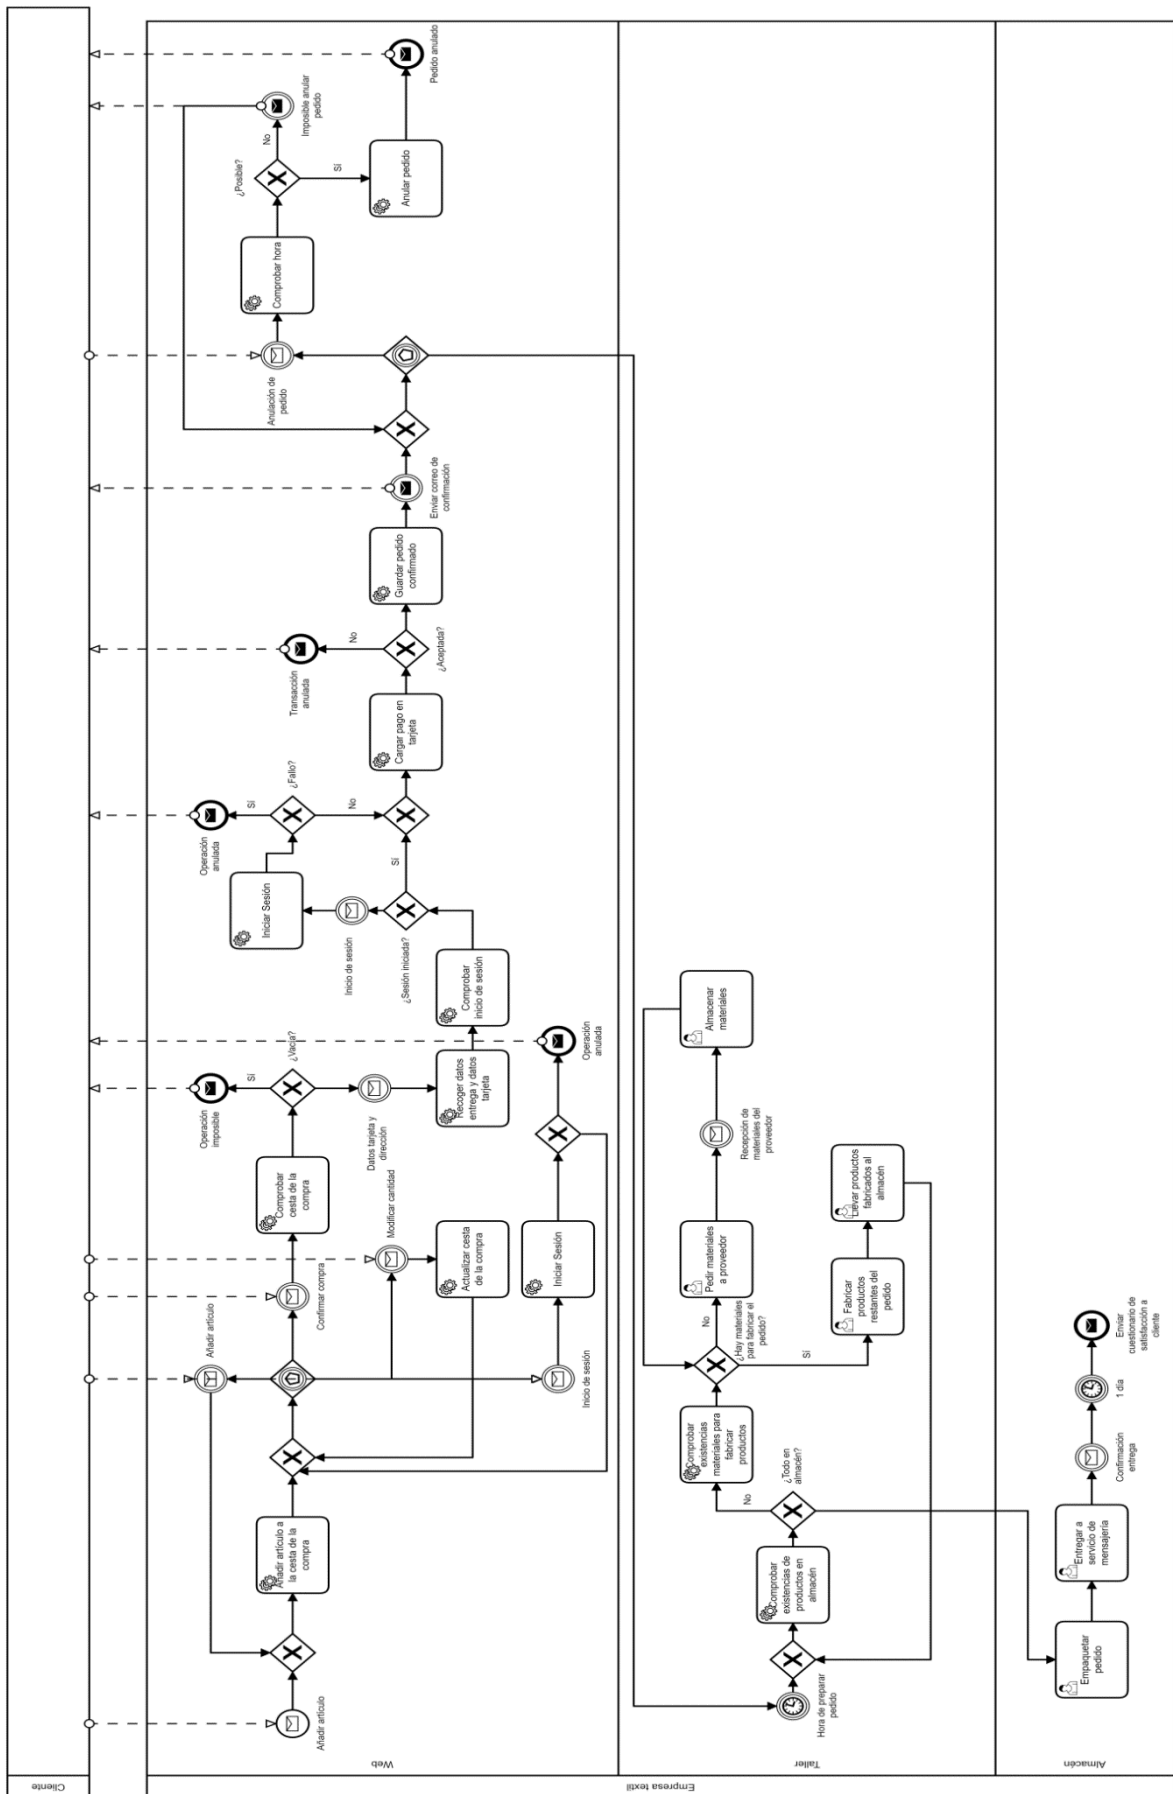 Cliente
Empresa textil
Web
Añadir artículo
Añadir artículo a
la cesta de la
compra
Añadir artículo
Confirmar compra
Modificar cantidad
Actualizar cesta
de la compra
Inicio de sesión
Iniciar Sesión
Operación
anulada
Comprobar
cesta de la
compra
¿Vacía?
Sí
Operación
imposible
Datos tarjeta y
dirección
Recoger datos
entrega y datos
tarjeta
Comprobar
inicio de sesión
¿Sesión iniciada?
Sí
Inicio de sesión
Iniciar Sesión
¿Fallo?
Sí
No
Operación
anulada
Cargar pago en
tarjeta
¿Aceptada?
No
Transacción
anulada
Guardar pedido
confirmado
Enviar correo de
confirmación
Anulación de
pedido
Comprobar hora
¿Posible?
No
Sí
Imposible anular
pedido
Anular pedido
Pedido anulado
Taller
Hora de preparar
pedido
Comprobar
existencias de
productos en
almacén
¿Todo en
almacén?
No
Comprobar
existencias
materiales para
fabricar
productos
¿Hay materiales
para fabricar el
pedido?
No
Sí
Pedir materiales
a proveedor
Recepción de
materiales del
proveedor
Almacenar
materiales
Fabricar
productos
restantes del
pedido
Llevar productos
fabricados al
almacén
Almacén
Empaquetar
pedido
Entregar a
servicio de
mensajería
Confirmación
entrega
1 día
Enviar
cuestionario de
satisfacción a
cliente